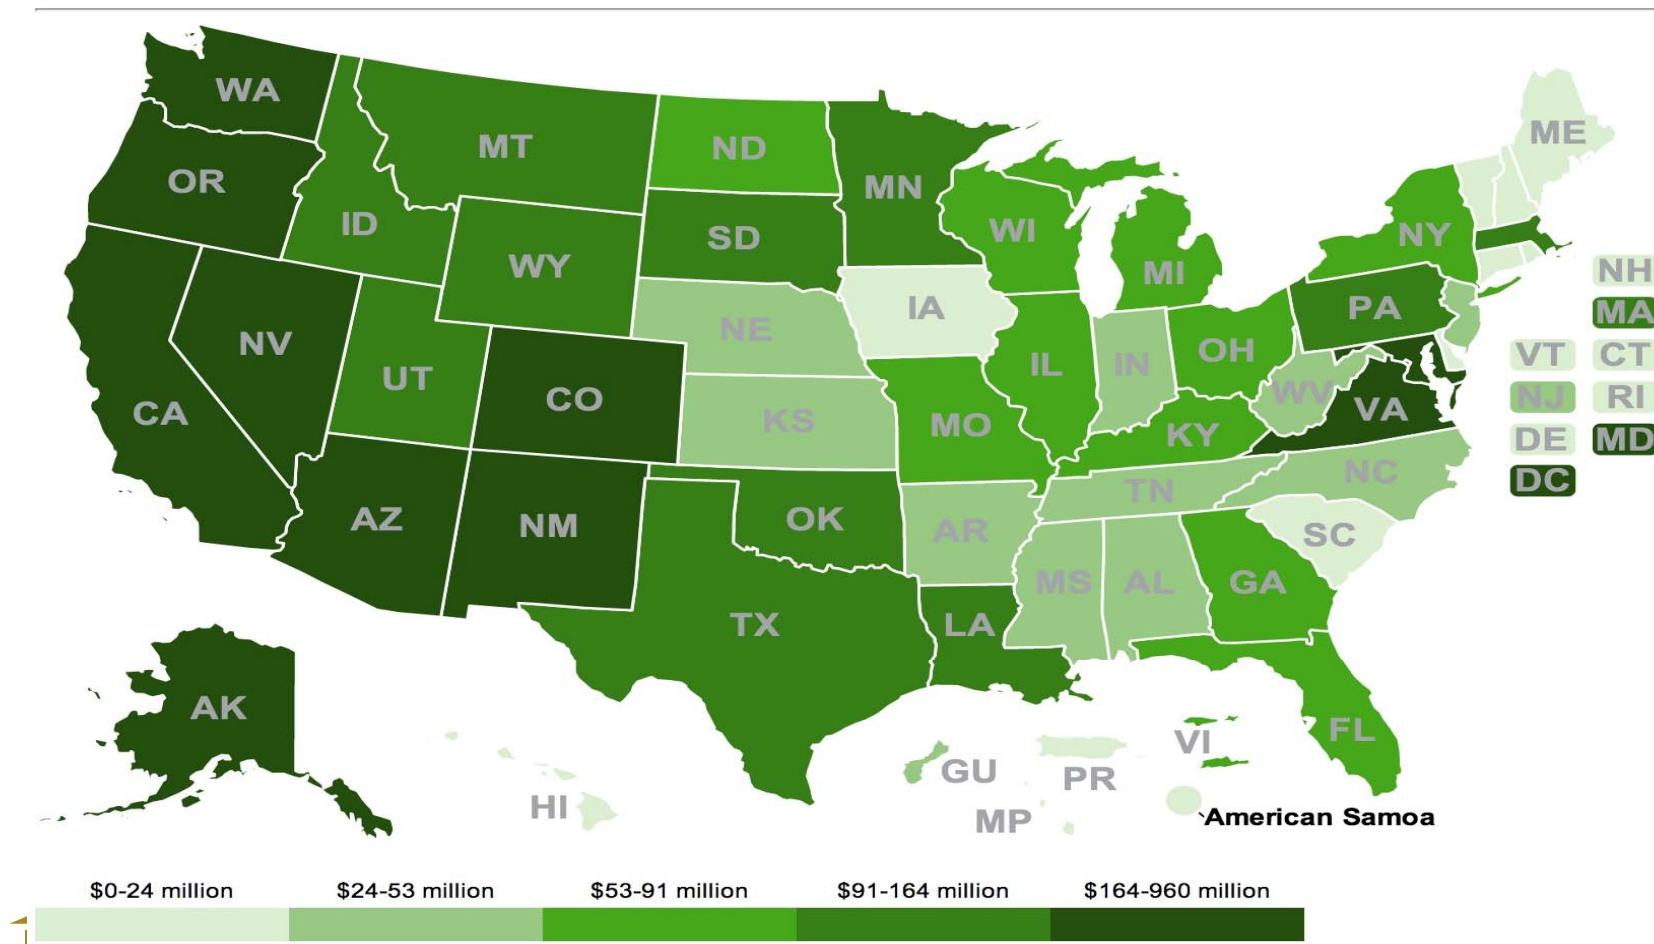 WA
ME
MT
ND
OR
MN
ID
SD
WI
NY
WY
MI
NH
IA
PA
MA
NE
NV
OH
VT
CT
UT
IL
IN
CO
WV
NJ
RI
CA
KS
MO
KY
VA
DE
MD
NC
TN
DC
AZ
NM
OK
AR
SC
MS
AL
GA
TX
LA
AK
FL
VI
GU
PR
HI
MP
American Samoa
$0-24 million
$24-53 million
$53-91 million
$91-164 million
$164-960 million